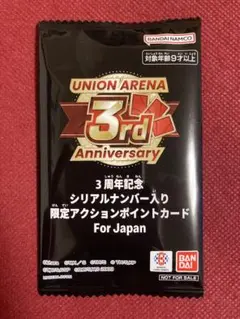 BANDAI NAMCO
対象年齢9才以上
UNION ARENA
3rd
Anniversary
3周年記念
シリアルナンバー入り
限定アクションポイントカード
For Japan
BAN
DAI
NOT FOR SALE